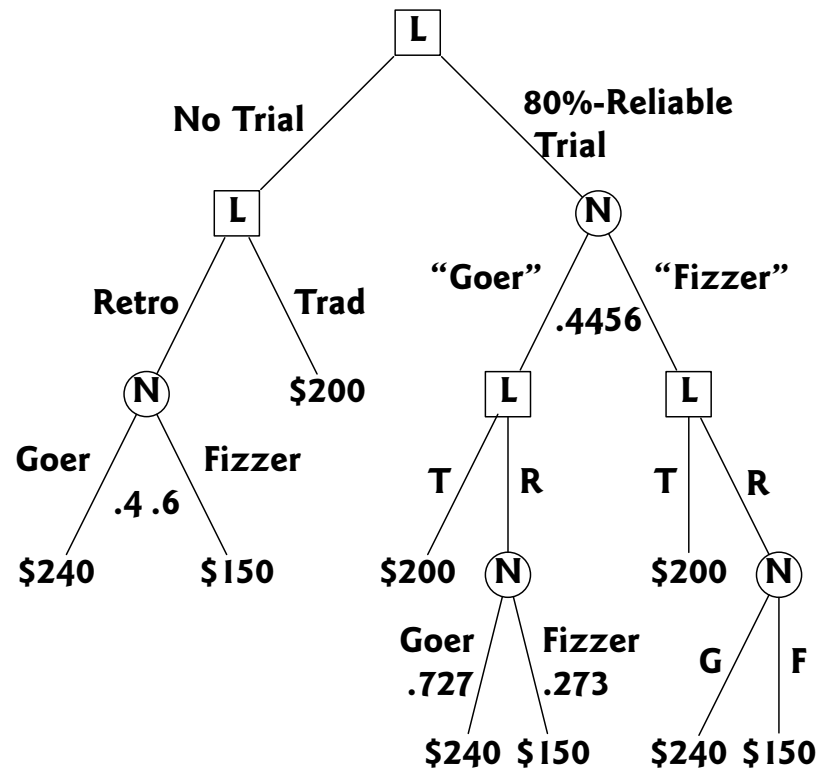 L
No Trial
80%-Reliable
Trial
L
N
Retro
Trad
“Goer”
“Fizzer”
.4456
N
$200
L
L
Goer
Fizzer
.4 .6
T
R
T
R
$240
$150
$200
N
$200
N
Goer
Fizzer
.727
.273
G
F
$240
$150
$240
$150